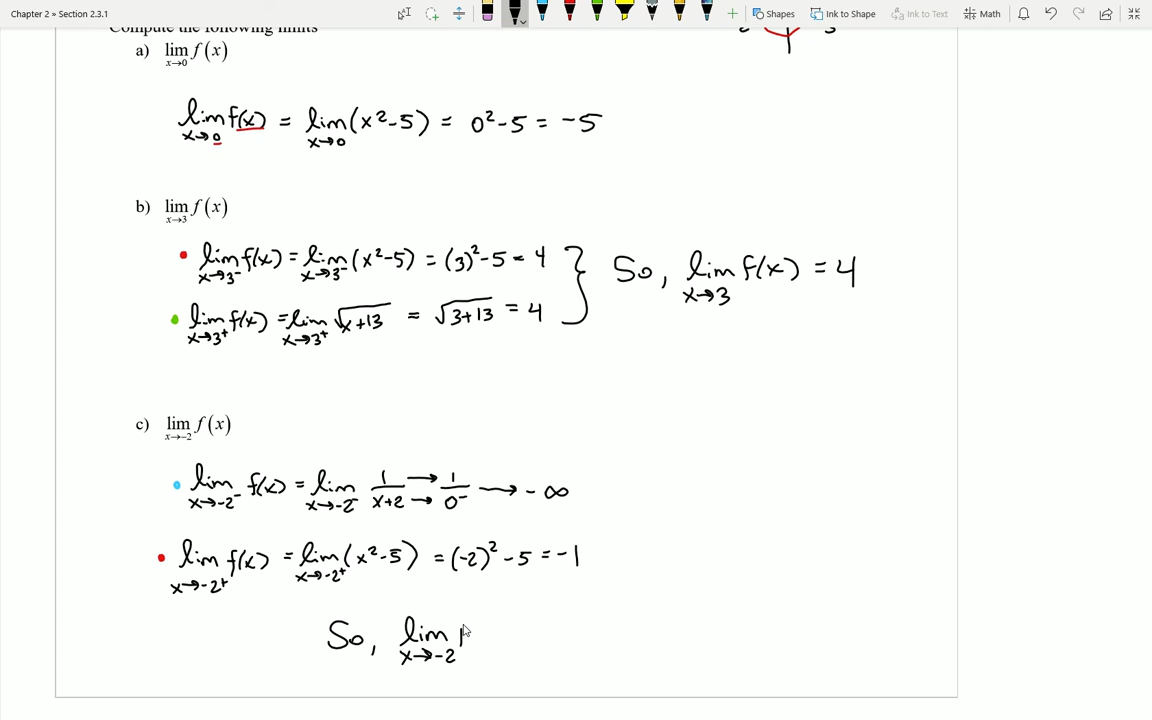 Chapter 2 » Section 2.3.1
Shapes Ink to Shape Ink to Text Math
Compute the following limits
a) lim f(x)
x→0
lim f(x) = lim (x²-5) = 0²-5 = -5
x→0 x→0
b) lim f(x)
x→3
lim f(x) = lim (x²-5) = (3)²-5 = 4
x→3⁻ x→3⁻
So, lim f(x) = 4
x→3
lim f(x) = lim √x+13 = √3+13 = 4
x→3⁺ x→3⁺
c) lim f(x)
x→-2
lim f(x) = lim 1/x+2 → 1/0⁻ → -∞
x→-2⁻ x→-2⁻
lim f(x) = lim (x²-5) = (-2)²-5 = -1
x→-2⁺ x→-2⁺
So, lim
x→-2